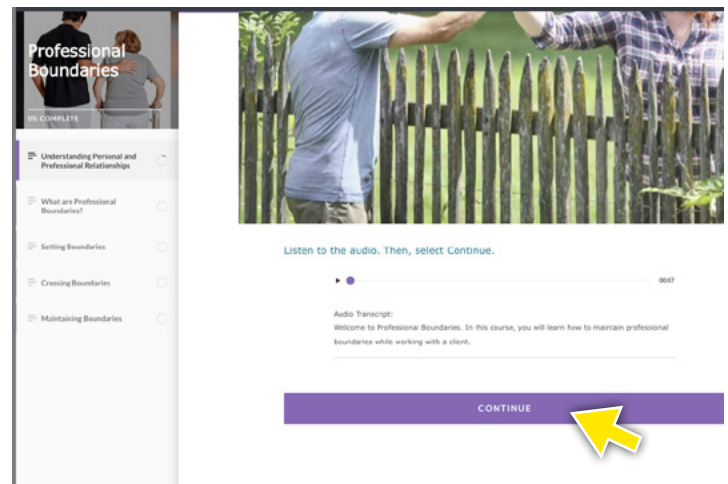 Professional
Boundaries
0% COMPLETE
Understanding Personal and
Professional Relationships
What are Professional
Boundaries?
Setting Boundaries
Crossing Boundaries
Maintaining Boundaries
Listen to the audio. Then, select Continue.
00:07
Audio Transcript:
Welcome to Professional Boundaries. In this course, you will learn how to maintain professional
boundaries while working with a client.
CONTINUE